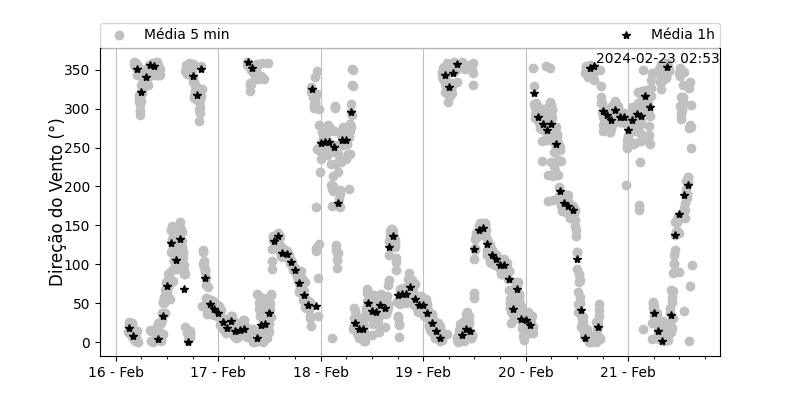 Média 5 min
Média 1h
2024-02-23 02:53
Direção do Vento (°)
350
300
250
200
150
100
50
0
16 - Feb
17 - Feb
18 - Feb
19 - Feb
20 - Feb
21 - Feb